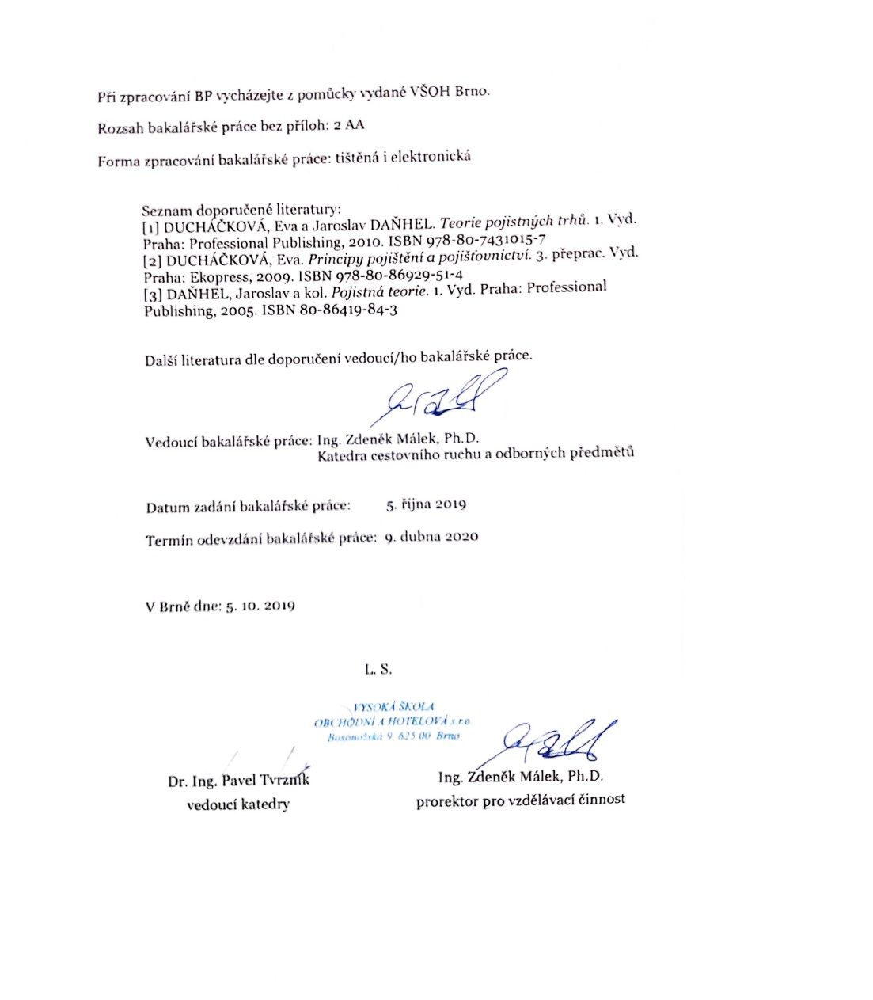 Při zpracování BP vycházejte z pomůcky vydané VŠOH Brno.
Rozsah bakalářské práce bez příloh: 2 AA
Forma zpracování bakalářské práce: tištěná i elektronická
Seznam doporučené literatury:
[1] DUCHÁČKOVÁ, Eva a Jaroslav DAŇHEL. Teorie pojistných trhů. 1. Vyd.
Praha: Professional Publishing, 2010. ISBN 978-80-7431015-7
[2] DUCHÁČKOVÁ, Eva. Principy pojištění a pojišťovnictví. 3. přeprac. Vyd.
Praha: Ekopress, 2009. ISBN 978-80-86929-51-4
[3] DAŇHEL, Jaroslav a kol. Pojistná teorie. 1. Vyd. Praha: Professional
Publishing, 2005. ISBN 80-86419-84-3
Další literatura dle doporučení vedoucí/ho bakalářské práce.
Vedoucí bakalářské práce: Ing. Zdeněk Málek, Ph.D.
Katedra cestovního ruchu a odborných předmětů
Datum zadání bakalářské práce: 5. října 2019
Termín odevzdání bakalářské práce: 9. dubna 2020
V Brně dne: 5. 10. 2019
L. S.
VYSOKÁ ŠKOLA
OBCHODNÍ A HOTELOVÁ s.r.o.
Bosonožská 9, 625 00 Brno
Dr. Ing. Pavel Tvrzník
vedoucí katedry
Ing. Zdeněk Málek, Ph.D.
prorektor pro vzdělávací činnost